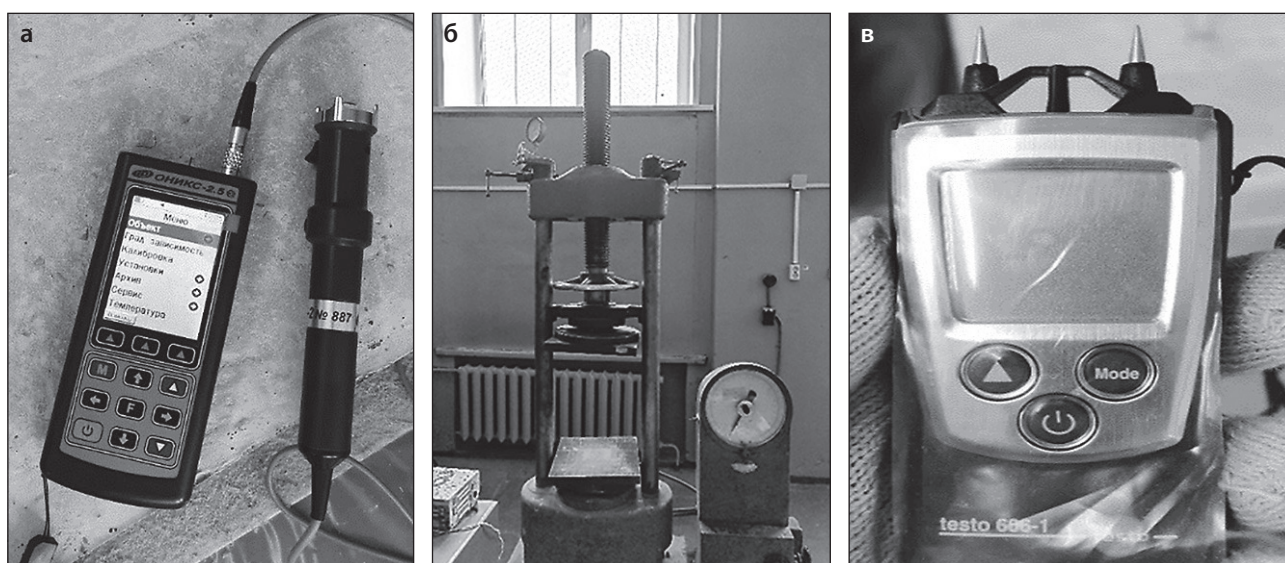 а
ОНИКС-2.5
Меню
Объект
Град зависимость
Калибровка
Установки
Архив
Сервис
Температура
M
F
№ 887
б
в
Mode
testo 606-1